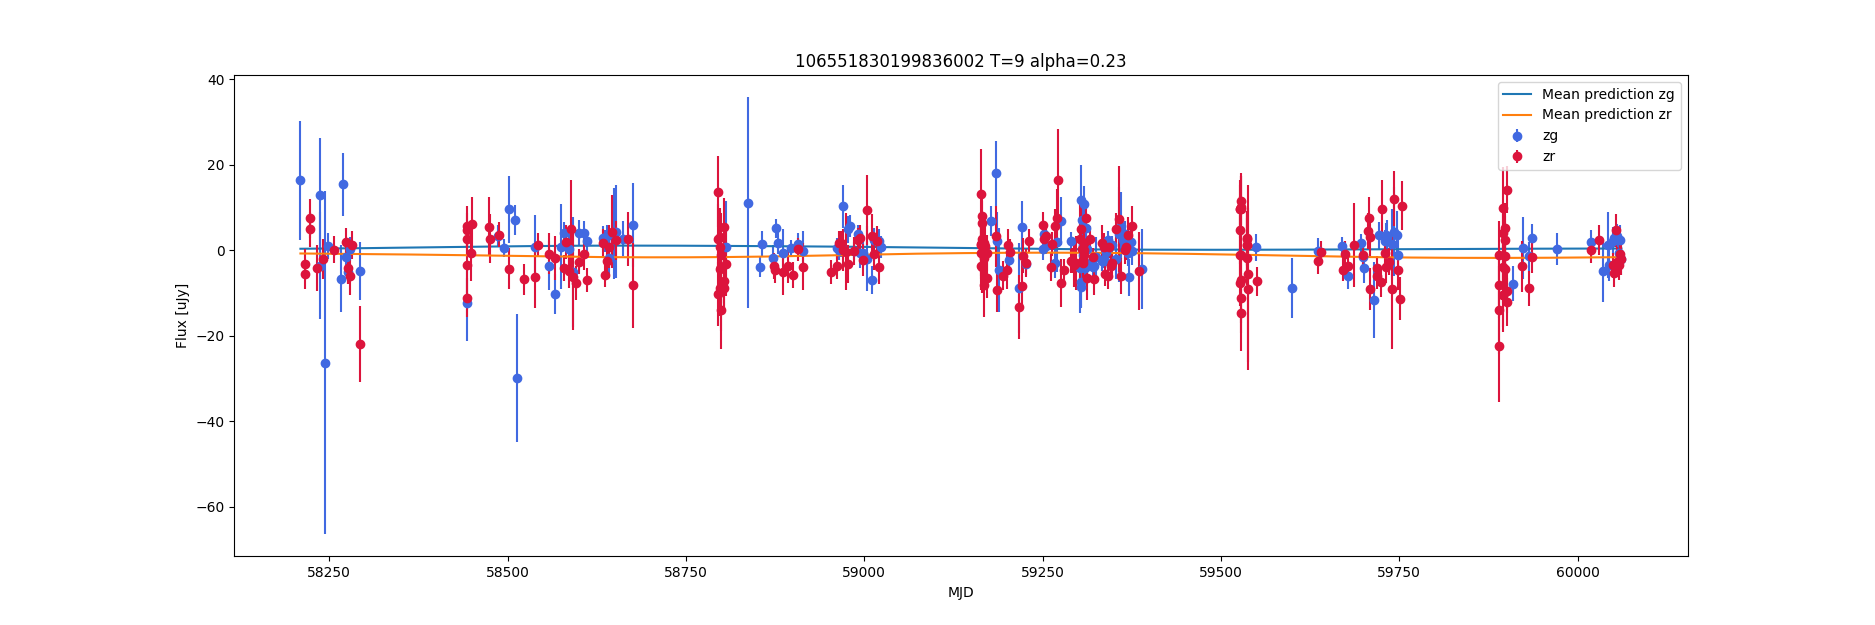 106551830199836002 T=9 alpha=0.23
Mean prediction zg
Mean prediction zr
zg
zr
40
20
0
−20
−40
−60
Flux [uJy]
58250 58500 58750 59000 59250 59500 59750 60000
MJD